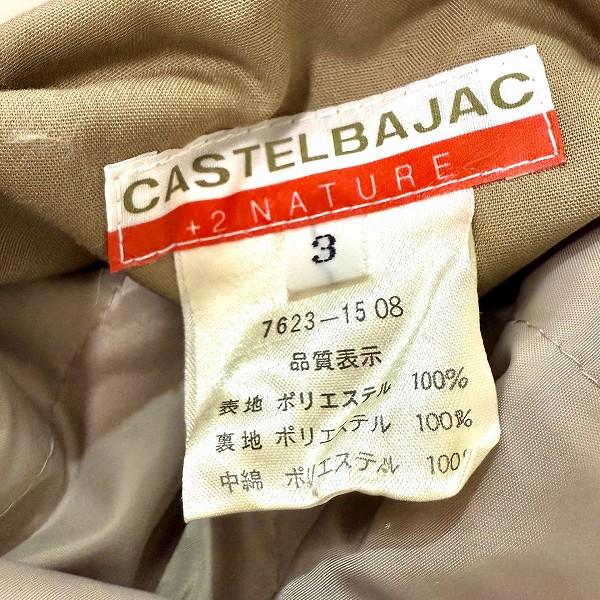 CASTELBAJAC
+2 NATURE
3
7623-15 08
品質表示
表地 ポリエステル 100%
裏地 ポリエステル 100%
中綿 ポリエステル 100%